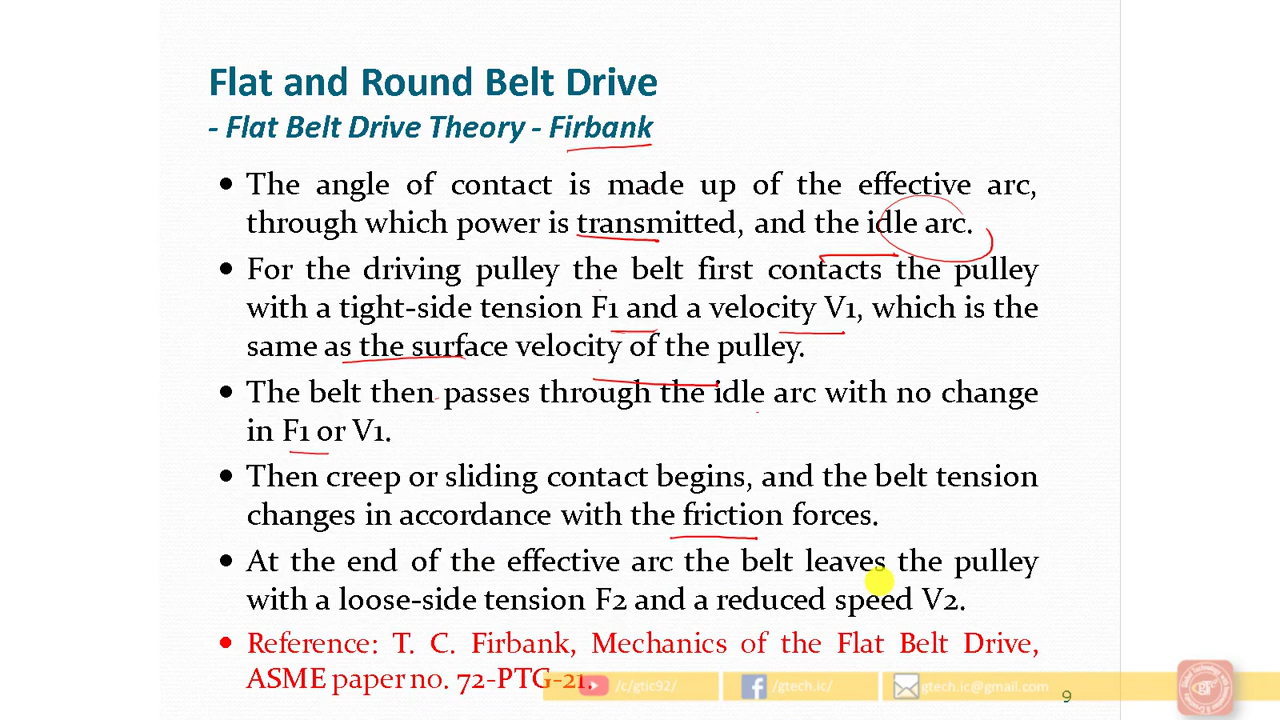 Flat and Round Belt Drive
- Flat Belt Drive Theory - Firbank
• The angle of contact is made up of the effective arc,
through which power is transmitted, and the idle arc.
• For the driving pulley the belt first contacts the pulley
with a tight-side tension F1 and a velocity V1, which is the
same as the surface velocity of the pulley.
• The belt then passes through the idle arc with no change
in F1 or V1.
• Then creep or sliding contact begins, and the belt tension
changes in accordance with the friction forces.
• At the end of the effective arc the belt leaves the pulley
with a loose-side tension F2 and a reduced speed V2.
• Reference: T. C. Firbank, Mechanics of the Flat Belt Drive,
ASME paper no. 72-PTG-21.
/c/gtic92/ gtech.ic/ gtech.ic@gmail.com
9